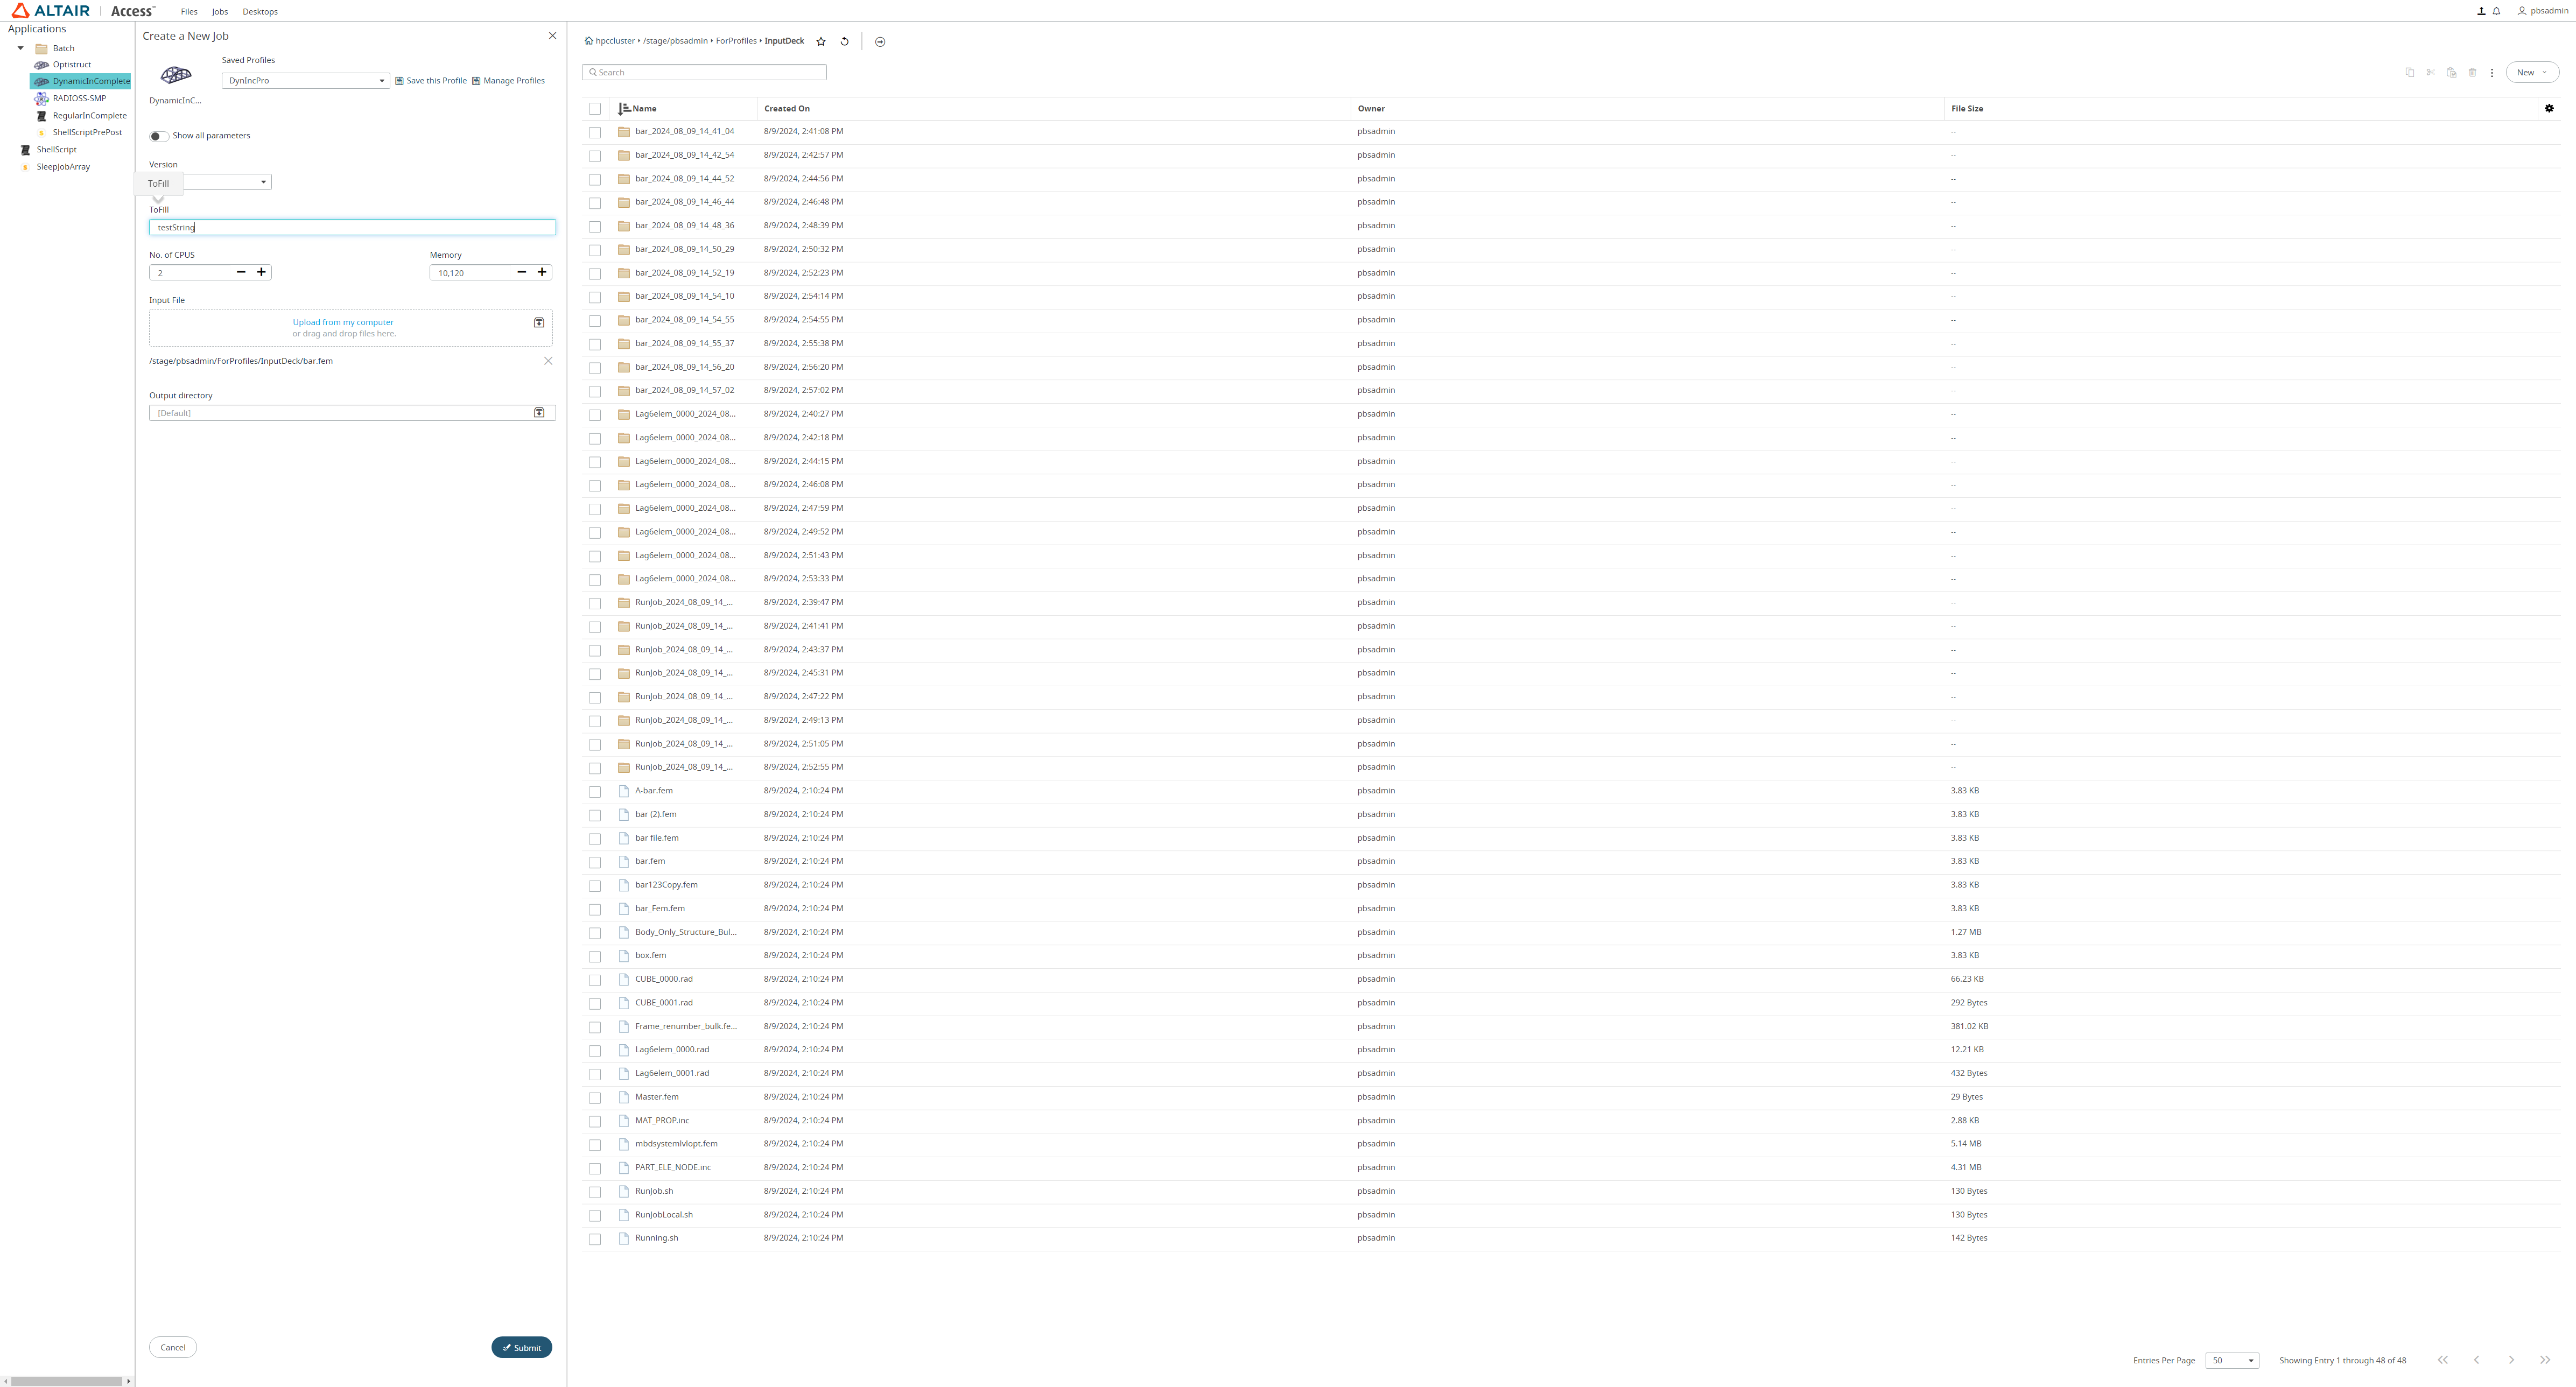 ALTAIR | Access™ Files Jobs Desktops pbsadmin
Applications
Batch
Optistruct
DynamicInComplete
RADIOSS-SMP
RegularInComplete
ShellScriptPrePost
ShellScript
SleepJobArray
Create a New Job
Saved Profiles
DynIncPro Save this Profile Manage Profiles
DynamicInC...
Show all parameters
Version
ToFill
ToFill
testString
No. of CPUS Memory
2 10,120
Input File
Upload from my computer
or drag and drop files here.
/stage/pbsadmin/ForProfiles/InputDeck/bar.fem
Output directory
[Default]
Cancel Submit
hpccluster /stage/pbsadmin ForProfiles InputDeck
Search New
Name Created On Owner File Size
bar_2024_08_09_14_41_04 8/9/2024, 2:41:08 PM pbsadmin --
bar_2024_08_09_14_42_54 8/9/2024, 2:42:57 PM pbsadmin --
bar_2024_08_09_14_44_52 8/9/2024, 2:44:56 PM pbsadmin --
bar_2024_08_09_14_46_44 8/9/2024, 2:46:48 PM pbsadmin --
bar_2024_08_09_14_48_36 8/9/2024, 2:48:39 PM pbsadmin --
bar_2024_08_09_14_50_29 8/9/2024, 2:50:32 PM pbsadmin --
bar_2024_08_09_14_52_19 8/9/2024, 2:52:23 PM pbsadmin --
bar_2024_08_09_14_54_10 8/9/2024, 2:54:14 PM pbsadmin --
bar_2024_08_09_14_54_55 8/9/2024, 2:54:55 PM pbsadmin --
bar_2024_08_09_14_55_37 8/9/2024, 2:55:38 PM pbsadmin --
bar_2024_08_09_14_56_20 8/9/2024, 2:56:20 PM pbsadmin --
bar_2024_08_09_14_57_02 8/9/2024, 2:57:02 PM pbsadmin --
Lag6elem_0000_2024_08... 8/9/2024, 2:40:27 PM pbsadmin --
Lag6elem_0000_2024_08... 8/9/2024, 2:42:18 PM pbsadmin --
Lag6elem_0000_2024_08... 8/9/2024, 2:44:15 PM pbsadmin --
Lag6elem_0000_2024_08... 8/9/2024, 2:46:08 PM pbsadmin --
Lag6elem_0000_2024_08... 8/9/2024, 2:47:59 PM pbsadmin --
Lag6elem_0000_2024_08... 8/9/2024, 2:49:52 PM pbsadmin --
Lag6elem_0000_2024_08... 8/9/2024, 2:51:43 PM pbsadmin --
Lag6elem_0000_2024_08... 8/9/2024, 2:53:33 PM pbsadmin --
RunJob_2024_08_09_14_... 8/9/2024, 2:39:47 PM pbsadmin --
RunJob_2024_08_09_14_... 8/9/2024, 2:41:41 PM pbsadmin --
RunJob_2024_08_09_14_... 8/9/2024, 2:43:37 PM pbsadmin --
RunJob_2024_08_09_14_... 8/9/2024, 2:45:31 PM pbsadmin --
RunJob_2024_08_09_14_... 8/9/2024, 2:47:22 PM pbsadmin --
RunJob_2024_08_09_14_... 8/9/2024, 2:49:13 PM pbsadmin --
RunJob_2024_08_09_14_... 8/9/2024, 2:51:05 PM pbsadmin --
RunJob_2024_08_09_14_... 8/9/2024, 2:52:55 PM pbsadmin --
A-bar.fem 8/9/2024, 2:10:24 PM pbsadmin 3.83 KB
bar (2).fem 8/9/2024, 2:10:24 PM pbsadmin 3.83 KB
bar file.fem 8/9/2024, 2:10:24 PM pbsadmin 3.83 KB
bar.fem 8/9/2024, 2:10:24 PM pbsadmin 3.83 KB
bar123Copy.fem 8/9/2024, 2:10:24 PM pbsadmin 3.83 KB
bar_Fem.fem 8/9/2024, 2:10:24 PM pbsadmin 3.83 KB
Body_Only_Structure_Bul... 8/9/2024, 2:10:24 PM pbsadmin 1.27 MB
box.fem 8/9/2024, 2:10:24 PM pbsadmin 3.83 KB
CUBE_0000.rad 8/9/2024, 2:10:24 PM pbsadmin 66.23 KB
CUBE_0001.rad 8/9/2024, 2:10:24 PM pbsadmin 292 Bytes
Frame_renumber_bulk.fe... 8/9/2024, 2:10:24 PM pbsadmin 381.02 KB
Lag6elem_0000.rad 8/9/2024, 2:10:24 PM pbsadmin 12.21 KB
Lag6elem_0001.rad 8/9/2024, 2:10:24 PM pbsadmin 432 Bytes
Master.fem 8/9/2024, 2:10:24 PM pbsadmin 29 Bytes
MAT_PROP.inc 8/9/2024, 2:10:24 PM pbsadmin 2.88 KB
mbdsystemlvlopt.fem 8/9/2024, 2:10:24 PM pbsadmin 5.14 MB
PART_ELE_NODE.inc 8/9/2024, 2:10:24 PM pbsadmin 4.31 MB
RunJob.sh 8/9/2024, 2:10:24 PM pbsadmin 130 Bytes
RunJobLocal.sh 8/9/2024, 2:10:24 PM pbsadmin 130 Bytes
Running.sh 8/9/2024, 2:10:24 PM pbsadmin 142 Bytes
Entries Per Page 50 Showing Entry 1 through 48 of 48